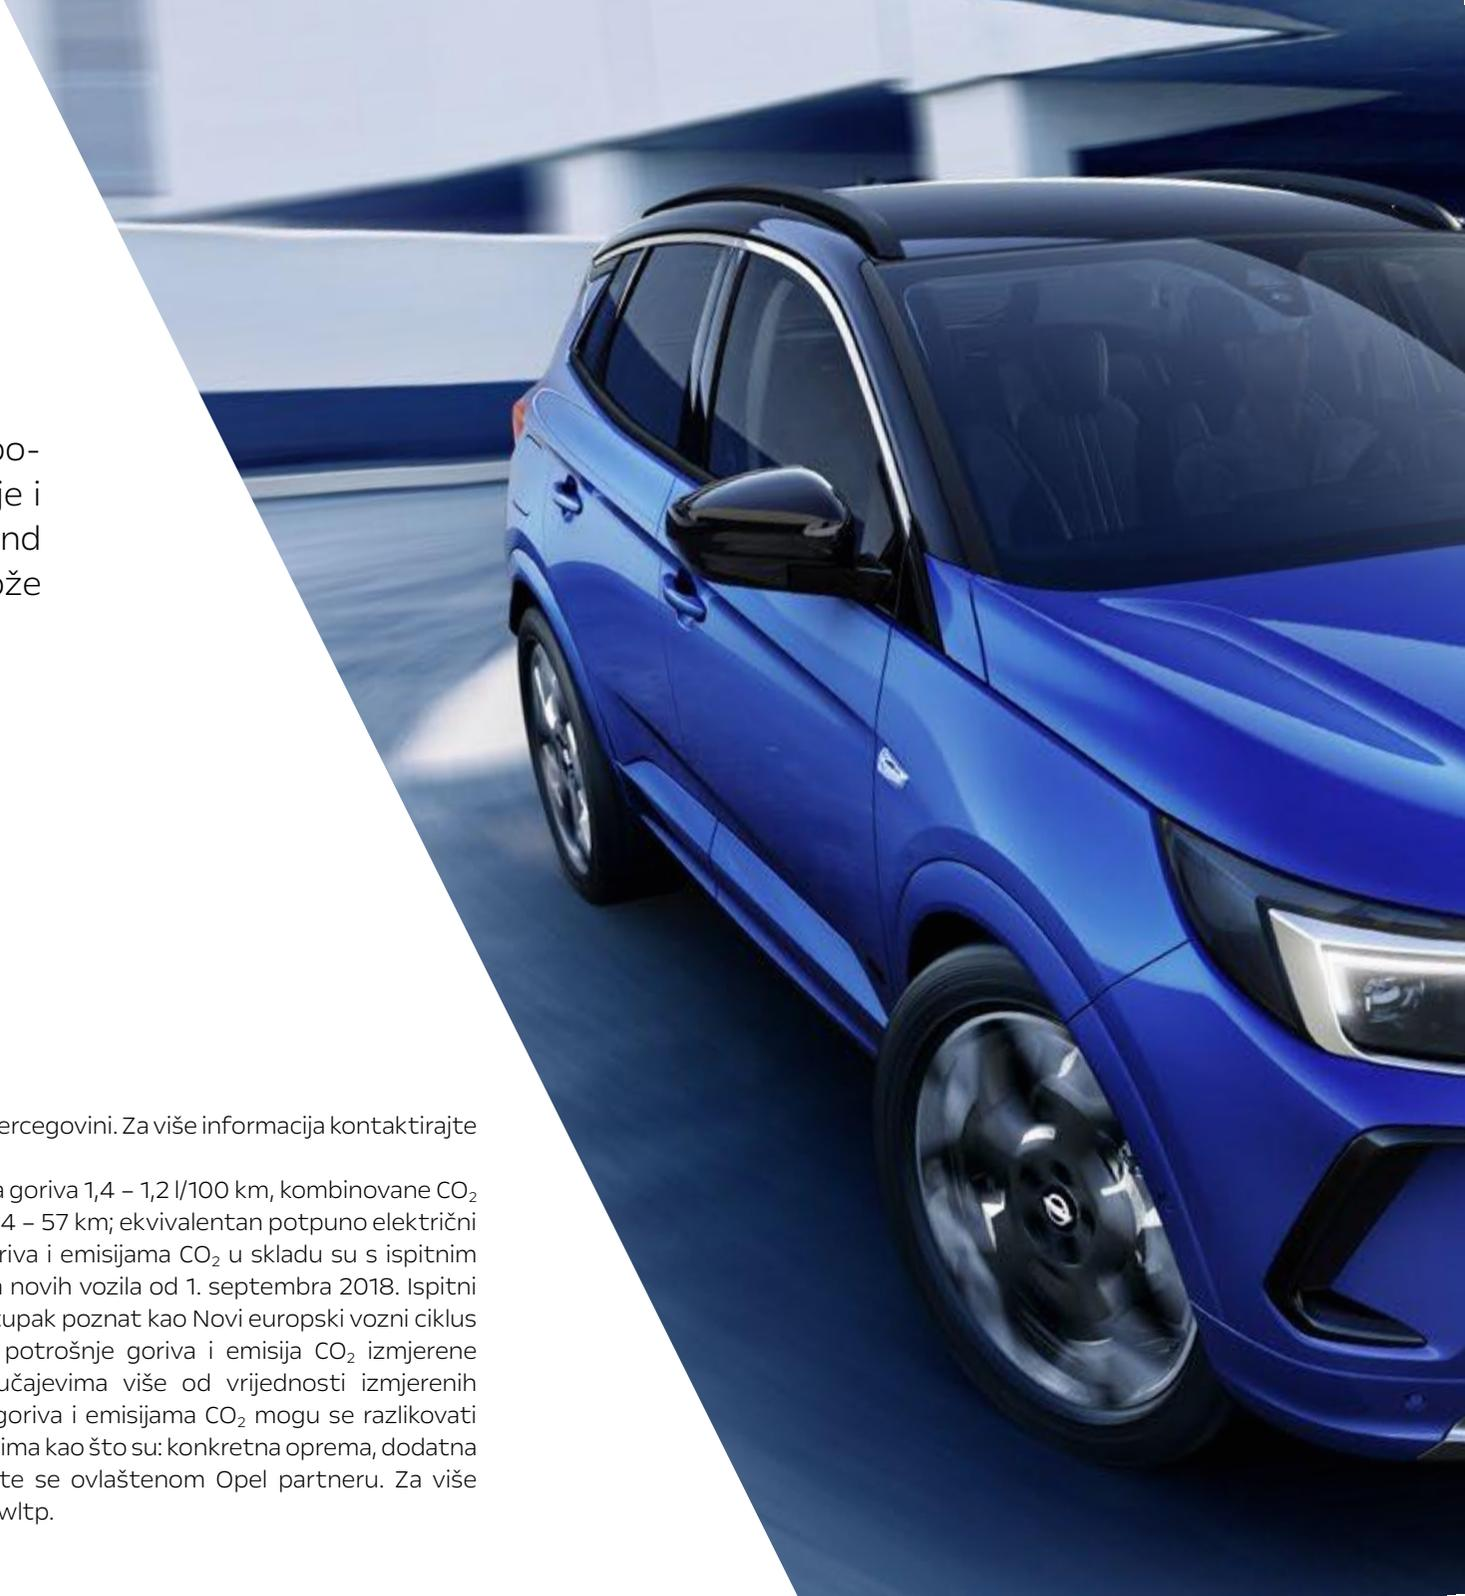 po-
je i
nd
ože
ercegovini. Za više informacija kontaktirajte
a goriva 1,4 – 1,2 l/100 km, kombinovane CO₂
4 – 57 km; ekvivalentan potpuno električni
riva i emisijama CO₂ u skladu su s ispitnim
novih vozila od 1. septembra 2018. Ispitni
tupak poznat kao Novi europski vozni ciklus
potrošnje goriva i emisija CO₂ izmjerene
učajevima više od vrijednosti izmjerenih
goriva i emisijama CO₂ mogu se razlikovati
ima kao što su: konkretna oprema, dodatna
te se ovlaštenom Opel partneru. Za više
wltp.